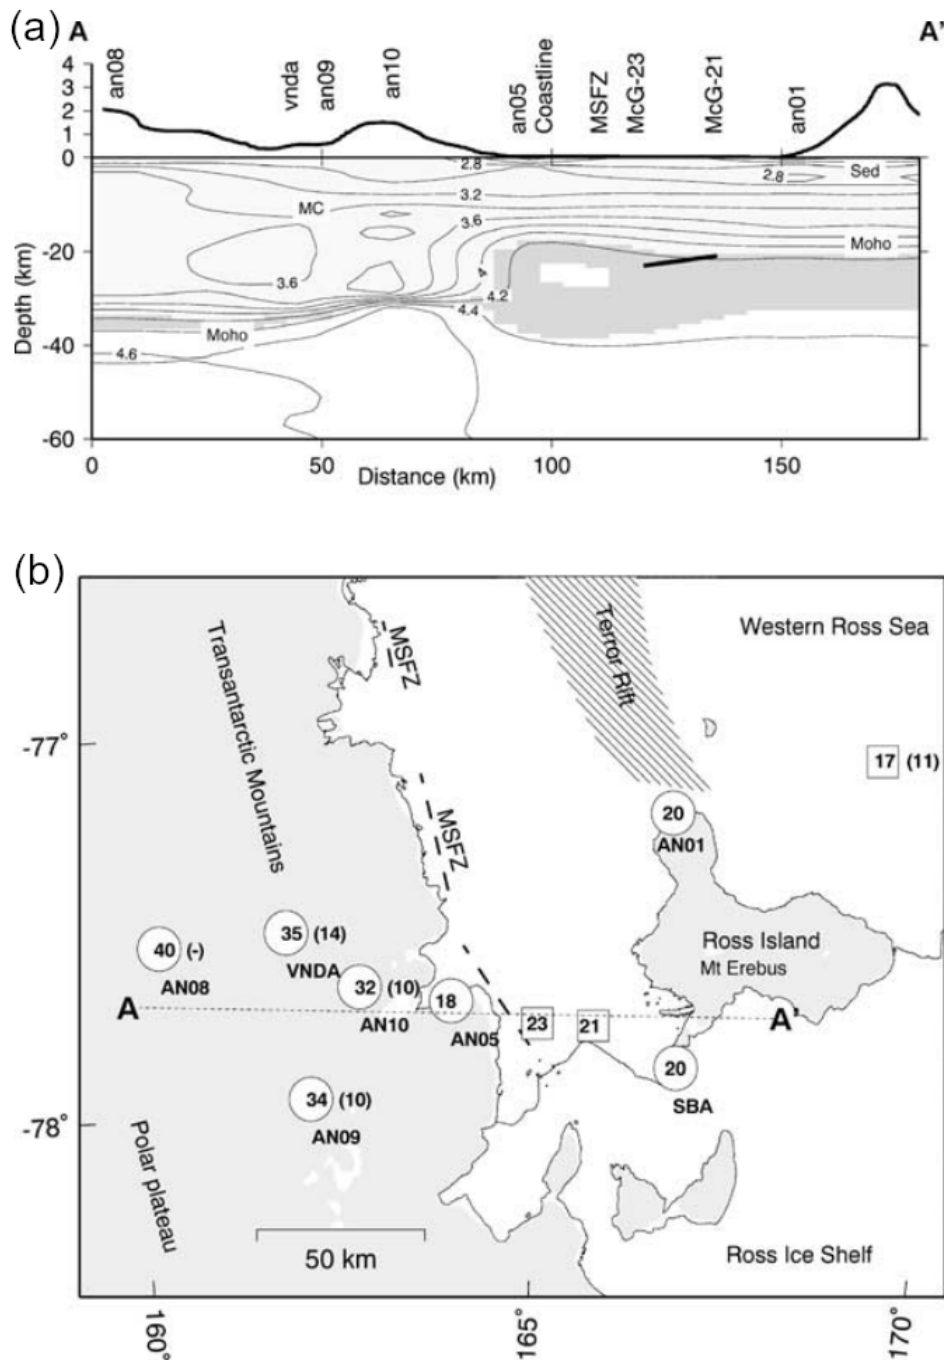 (a)
A
A'
an08
vnda
an09
an10
an05
Coastline
MSFZ
McG-23
McG-21
an01
4
3
2
1
0
-20
-40
-60
Depth (km)
2.8
2.8
Sed
3.2
MC
3.6
Moho
3.6
4
4.2
4.4
Moho
4.6
0
50
100
150
Distance (km)
(b)
Transantarctic Mountains
MSFZ
Terror Rift
Western Ross Sea
-77°
17 (11)
MSFZ
20
AN01
35 (14)
VNDA
40 (-)
AN08
32 (10)
AN10
18
AN05
Ross Island
Mt Erebus
A
23
21
A'
20
SBA
34 (10)
AN09
-78°
Polar plateau
50 km
Ross Ice Shelf
160°
165°
170°